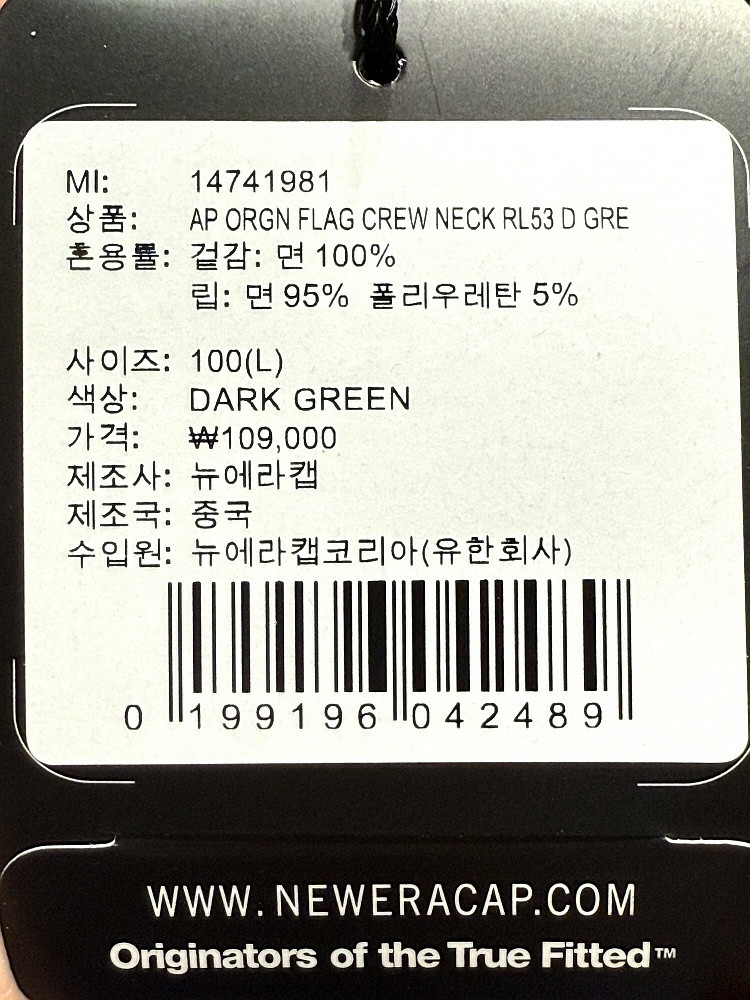 MI: 14741981
상품: AP ORGN FLAG CREW NECK RL53 D GRE
혼용률: 겉감: 면 100%
립: 면 95% 폴리우레탄 5%
사이즈: 100(L)
색상: DARK GREEN
가격: ₩109,000
제조사: 뉴에라캡
제조국: 중국
수입원: 뉴에라캡코리아(유한회사)
0 199196 042489
WWW.NEWERACAP.COM
Originators of the True Fitted™